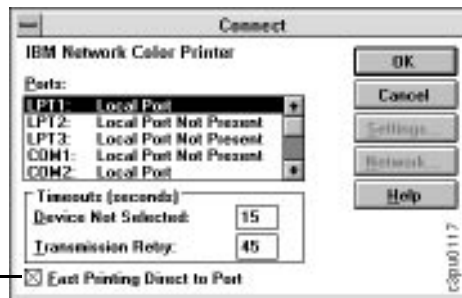 Connect
IBM Network Color Printer
Ports:
LPT1: Local Port
LPT2: Local Port Not Present
LPT3: Local Port Not Present
COM1: Local Port Not Present
COM2: Local Port
Timeouts (seconds)
Device Not Selected: 15
Transmission Retry: 45
Fast Printing Direct to Port
OK
Cancel
Settings...
Network...
Help
c3pu0117